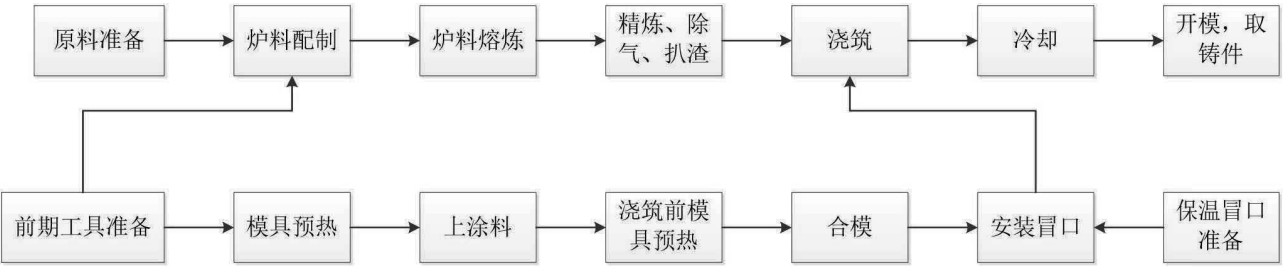 原料准备
炉料配制
炉料熔炼
精炼、除
气、扒渣
浇筑
冷却
开模，取
铸件
前期工具准备
模具预热
上涂料
浇筑前模
具预热
合模
安装冒口
保温冒口
准备